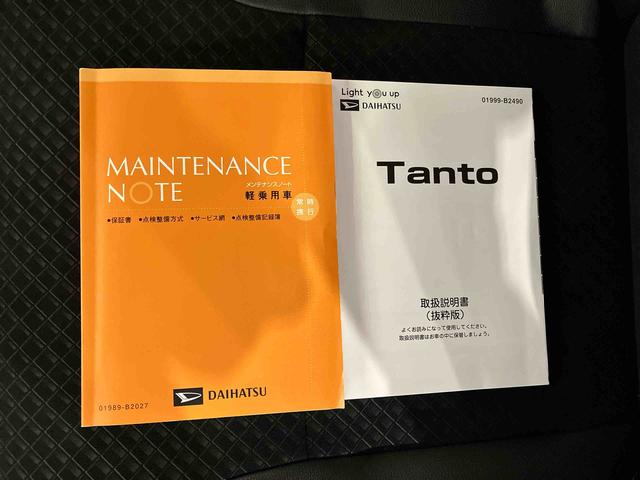 MAINTENANCE
NOTE
メンテナンスノート
軽乗用車
常時
携行
●保証書 ●点検整備方式 ●サービス網 ●点検整備記録簿
DAIHATSU
01989-B2027
Light you up
DAIHATSU
01999-B2490
Tanto
取扱説明書
（抜粋版）
よくお読みになって使用してください。
取扱説明書はお車の中に保管しましょう。